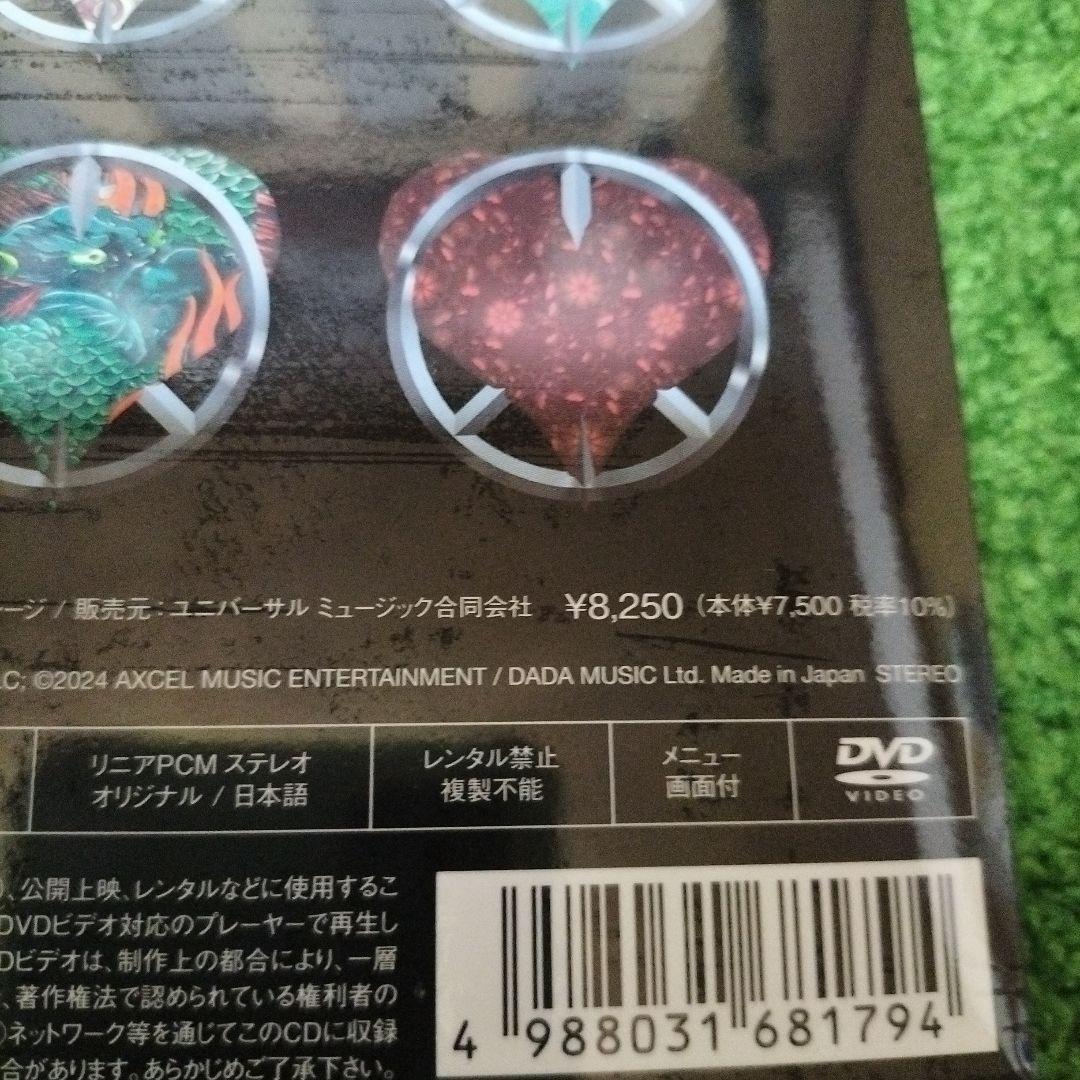 ージ / 販売元：ユニバーサル ミュージック合同会社 ¥8,250 (本体¥7,500 税率10%)
LC; ©2024 AXCEL MUSIC ENTERTAINMENT / DADA MUSIC Ltd. Made in Japan STEREO
リニアPCM ステレオ
オリジナル / 日本語
レンタル禁止
複製不能
メニュー
画面付
DVD
VIDEO
、公開上映、レンタルなどに使用するこ
DVDビデオ対応のプレーヤーで再生し
Dビデオは、制作上の都合により、一層
、著作権法で認められている権利者の
ネットワーク等を通じてこのCDに収録
合があります。あらかじめご了承下さい。
4 988031 681794